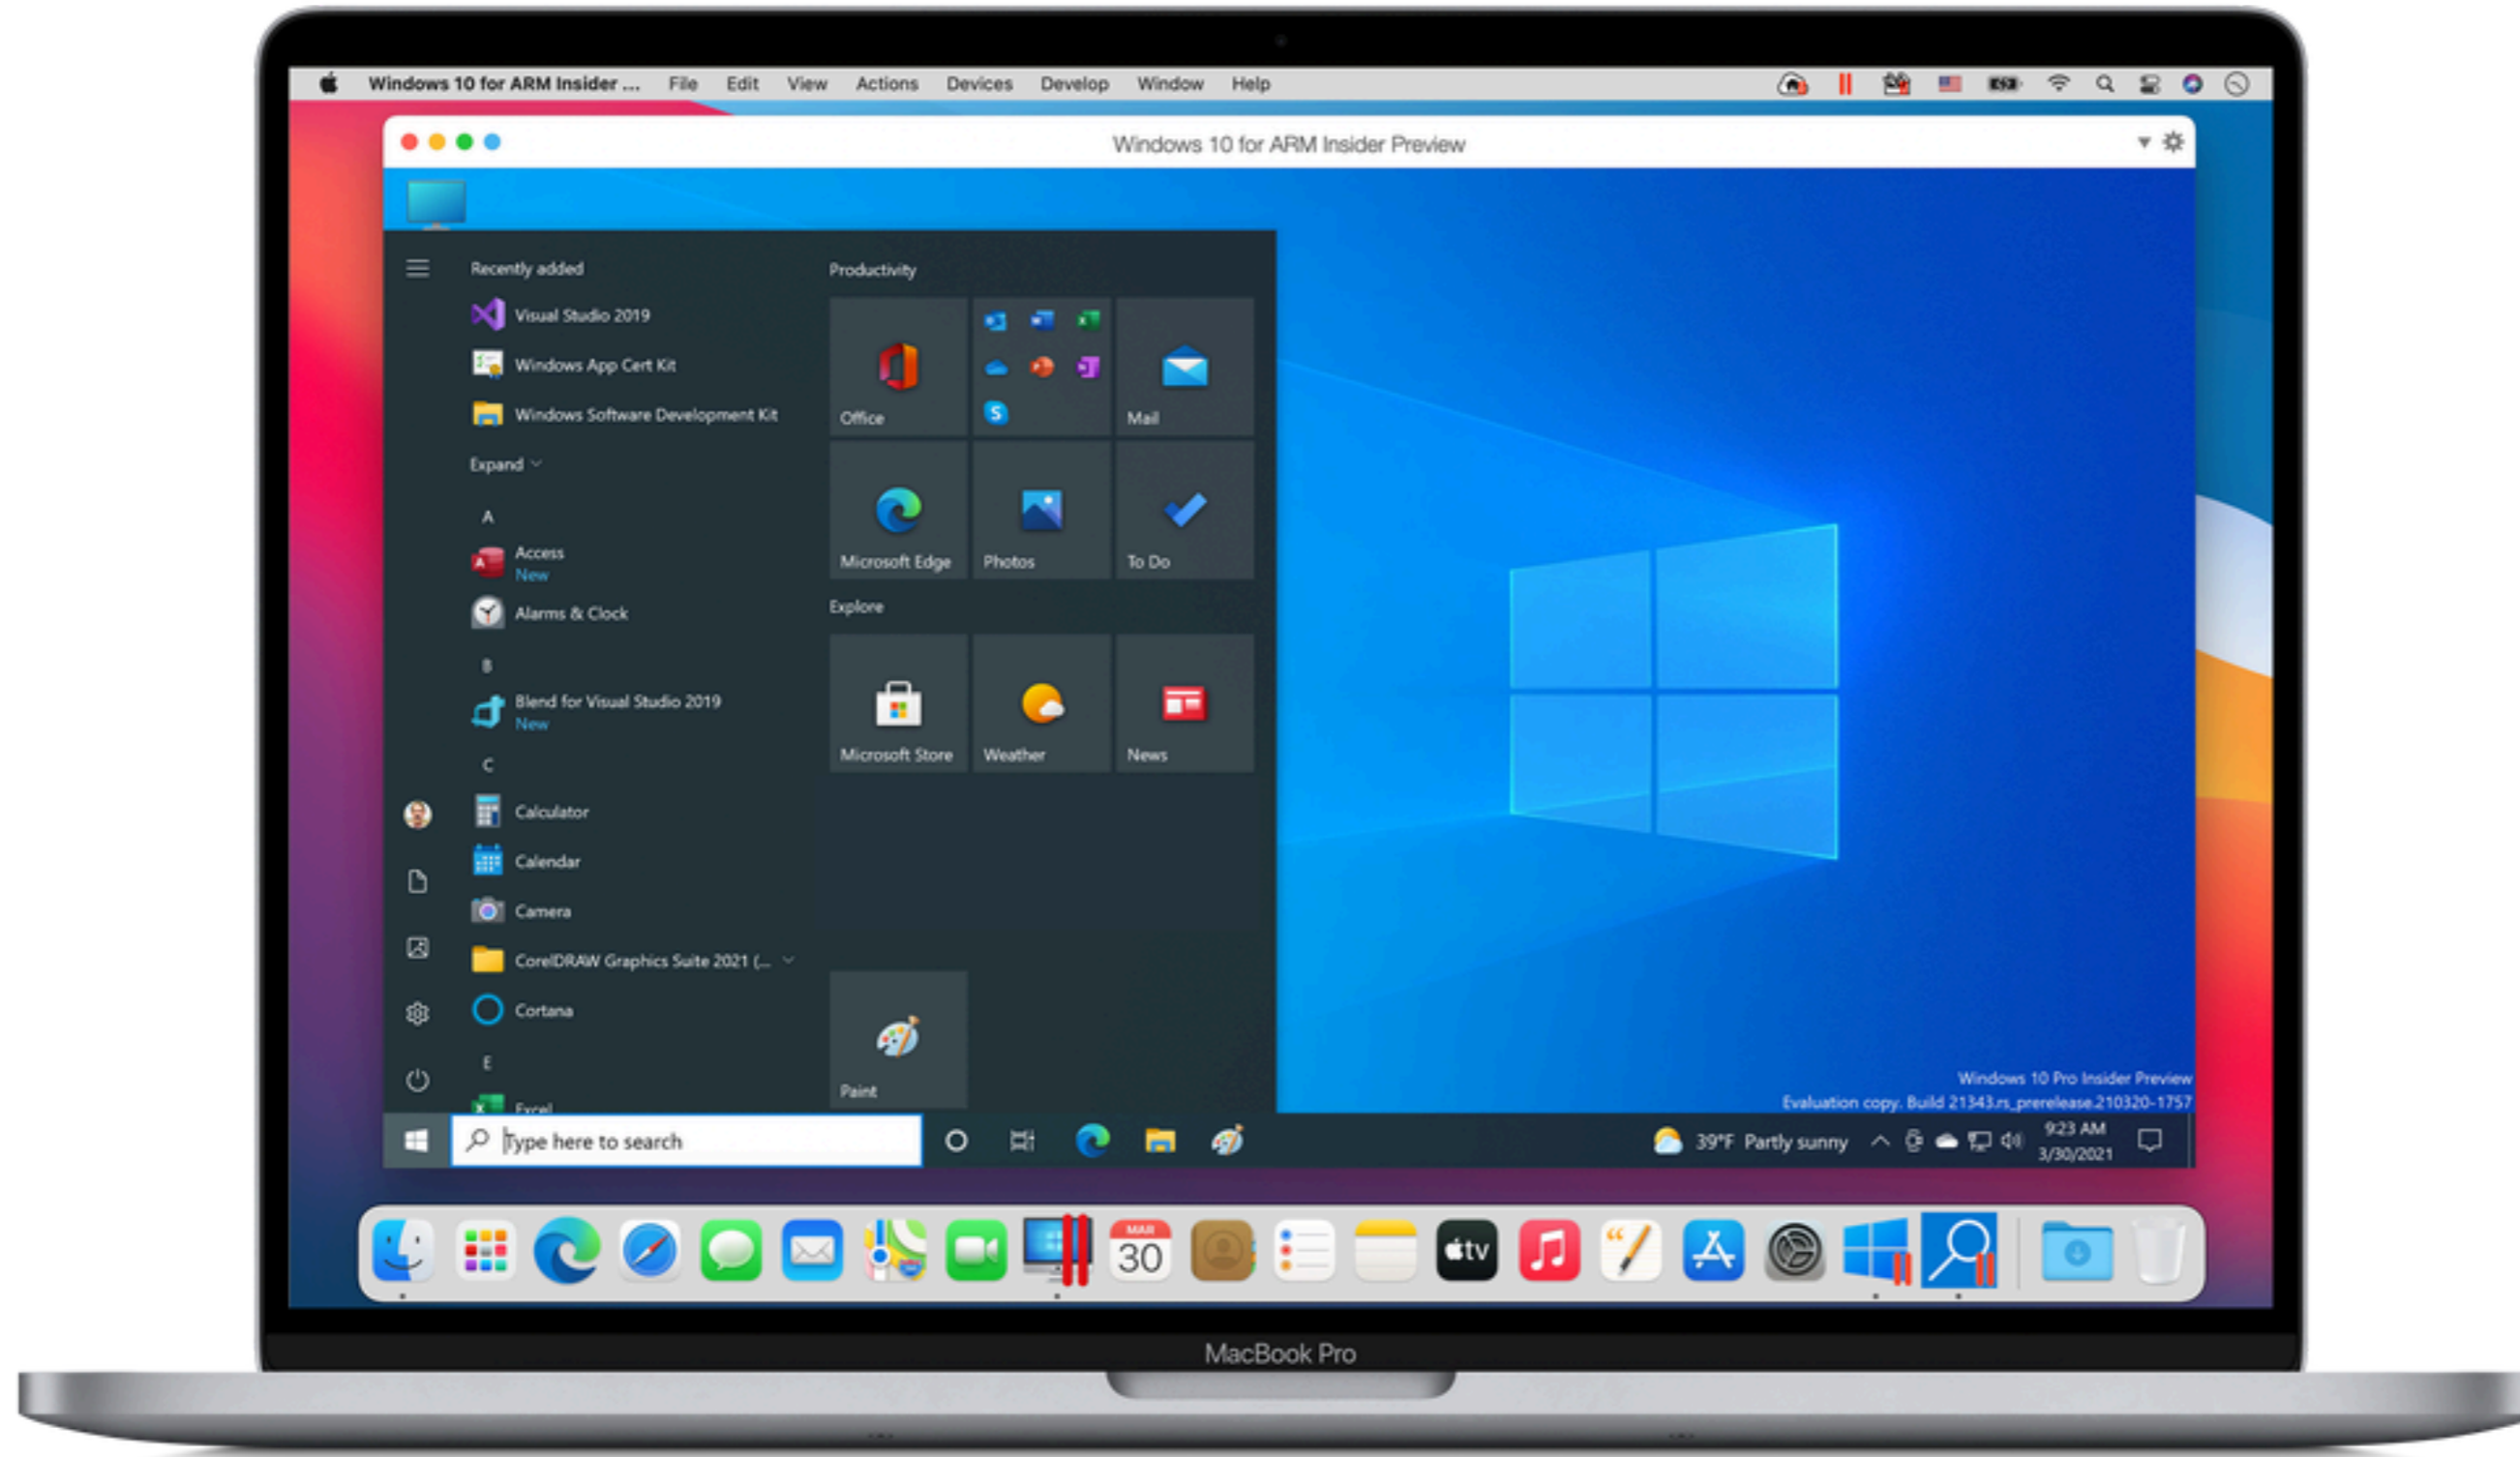 Windows 10 for ARM Insider ... File Edit View Actions Devices Develop Window Help
Windows 10 for ARM Insider Preview
Recently added
Visual Studio 2019
Windows App Cert Kit
Windows Software Development Kit
Expand
A
Access
New
Alarms & Clock
B
Blend for Visual Studio 2019
New
C
Calculator
Calendar
Camera
CorelDRAW Graphics Suite 2021 (...
Cortana
E
Excel
Productivity
Office
Mail
Microsoft Edge
Photos
To Do
Explore
Microsoft Store
Weather
News
Paint
Windows 10 Pro Insider Preview
Evaluation copy. Build 21343.rs_prerelease.210320-1757
Type here to search
39°F Partly sunny
9:23 AM
3/30/2021
MAR
30
tv
MacBook Pro